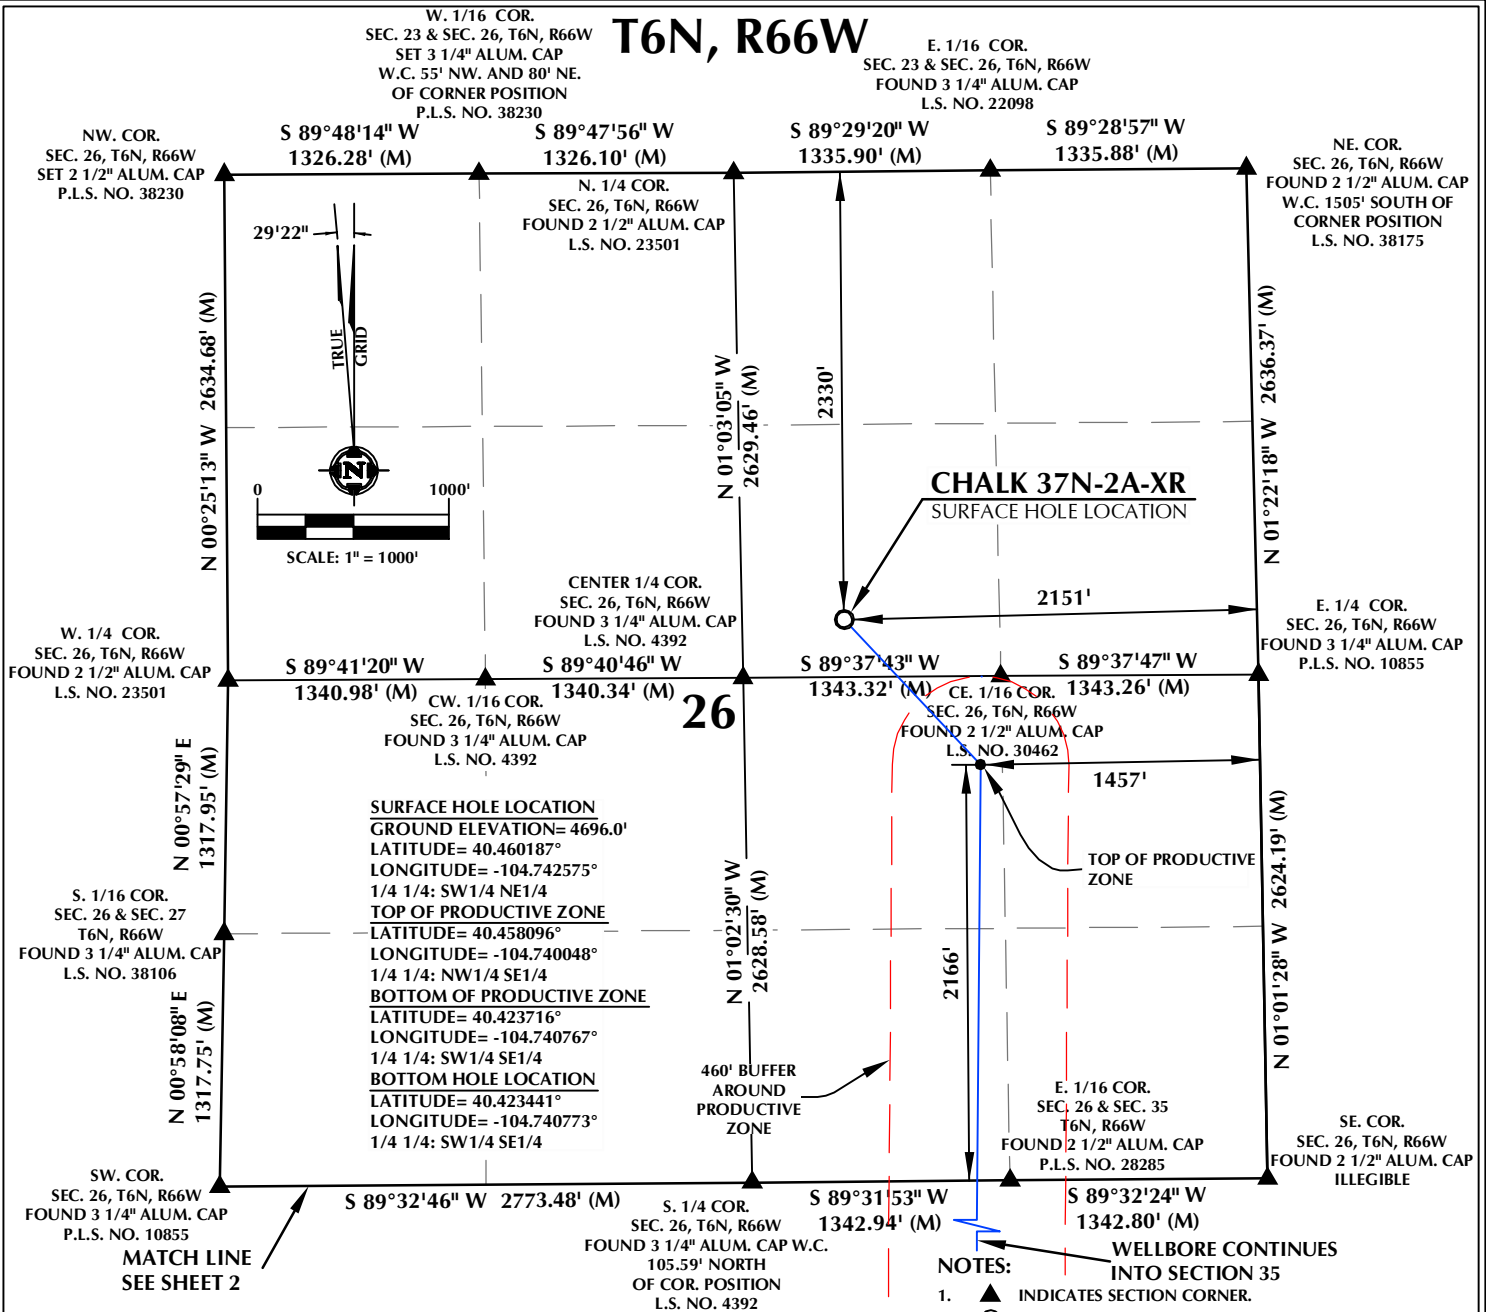 T6N, R66W
W. 1/16 COR.
SEC. 23 & SEC. 26, T6N, R66W
SET 3 1/4" ALUM. CAP
W.C. 55' NW. AND 80' NE.
OF CORNER POSITION
P.L.S. NO. 38230
E. 1/16 COR.
SEC. 23 & SEC. 26, T6N, R66W
FOUND 3 1/4" ALUM. CAP
L.S. NO. 22098
NW. COR.
SEC. 26, T6N, R66W
SET 2 1/2" ALUM. CAP
P.L.S. NO. 38230
S 89°48'14" W
1326.28' (M)
S 89°47'56" W
1326.10' (M)
S 89°29'20" W
1335.90' (M)
S 89°28'57" W
1335.88' (M)
NE. COR.
SEC. 26, T6N, R66W
FOUND 2 1/2" ALUM. CAP
W.C. 1505' SOUTH OF
CORNER POSITION
L.S. NO. 38175
N. 1/4 COR.
SEC. 26, T6N, R66W
FOUND 2 1/2" ALUM. CAP
L.S. NO. 23501
29'22"
TRUE
GRID
N
0 1000'
SCALE: 1" = 1000'
N 00°25'13" W 2634.68' (M)
N 01°03'05" W
2629.46' (M)
2330'
N 01°22'18" W 2636.37' (M)
CHALK 37N-2A-XR
SURFACE HOLE LOCATION
2151'
CENTER 1/4 COR.
SEC. 26, T6N, R66W
FOUND 3 1/4" ALUM. CAP
L.S. NO. 4392
W. 1/4 COR.
SEC. 26, T6N, R66W
FOUND 2 1/2" ALUM. CAP
L.S. NO. 23501
E. 1/4 COR.
SEC. 26, T6N, R66W
FOUND 3 1/4" ALUM. CAP
P.L.S. NO. 10855
S 89°41'20" W
1340.98' (M)
S 89°40'46" W
1340.34' (M)
S 89°37'43" W
1343.32' (M)
S 89°37'47" W
1343.26' (M)
26
CW. 1/16 COR.
SEC. 26, T6N, R66W
FOUND 3 1/4" ALUM. CAP
L.S. NO. 4392
CE. 1/16 COR.
SEC. 26, T6N, R66W
FOUND 2 1/2" ALUM. CAP
L.S. NO. 30462
1457'
N 00°57'29" E
1317.95' (M)
SURFACE HOLE LOCATION
GROUND ELEVATION= 4696.0'
LATITUDE= 40.460187°
LONGITUDE= -104.742575°
1/4 1/4: SW1/4 NE1/4
TOP OF PRODUCTIVE ZONE
LATITUDE= 40.458096°
LONGITUDE= -104.740048°
1/4 1/4: NW1/4 SE1/4
BOTTOM OF PRODUCTIVE ZONE
LATITUDE= 40.423716°
LONGITUDE= -104.740767°
1/4 1/4: SW1/4 SE1/4
BOTTOM HOLE LOCATION
LATITUDE= 40.423441°
LONGITUDE= -104.740773°
1/4 1/4: SW1/4 SE1/4
TOP OF PRODUCTIVE
ZONE
S. 1/16 COR.
SEC. 26 & SEC. 27
T6N, R66W
FOUND 3 1/4" ALUM. CAP
L.S. NO. 38106
N 01°02'30" W
2628.58' (M)
2166'
N 01°01'28" W 2624.19' (M)
N 00°58'08" E
1317.75' (M)
460' BUFFER
AROUND
PRODUCTIVE
ZONE
E. 1/16 COR.
SEC. 26 & SEC. 35
T6N, R66W
FOUND 2 1/2" ALUM. CAP
P.L.S. NO. 28285
SE. COR.
SEC. 26, T6N, R66W
FOUND 2 1/2" ALUM. CAP
ILLEGIBLE
SW. COR.
SEC. 26, T6N, R66W
FOUND 3 1/4" ALUM. CAP
P.L.S. NO. 10855
S 89°32'46" W 2773.48' (M)
S 89°31'53" W
1342.94' (M)
S 89°32'24" W
1342.80' (M)
S. 1/4 COR.
SEC. 26, T6N, R66W
FOUND 3 1/4" ALUM. CAP W.C.
105.59' NORTH
OF COR. POSITION
L.S. NO. 4392
MATCH LINE
SEE SHEET 2
WELLBORE CONTINUES
INTO SECTION 35
NOTES:
1. INDICATES SECTION CORNER.